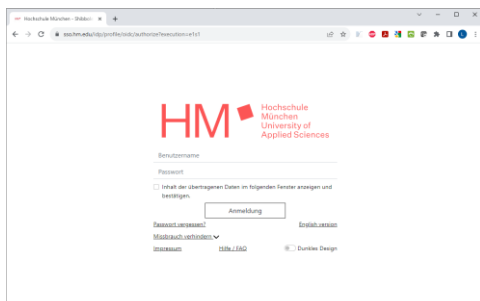 Hochschule München - Shibbo
sso.hm.edu/idp/profile/oidc/authorize?execution=e1s1
HM
Hochschule
München
University of
Applied Sciences
Benutzername
Passwort
Inhalt der übertragenen Daten im folgenden Fenster anzeigen und
bestätigen.
Anmeldung
Passwort vergessen? English version
Missbrauch verhindern
Impressum Hilfe / FAQ Dunkles Design